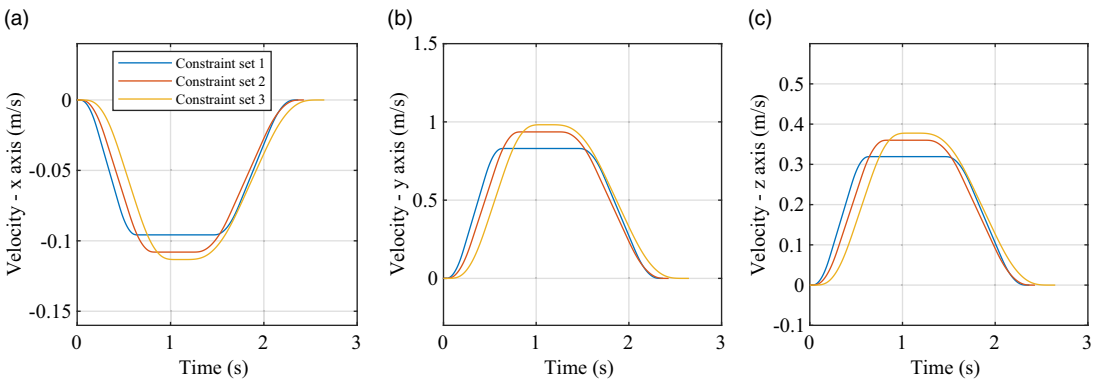 (a)
Velocity - x axis (m/s)
0
-0.05
-0.1
-0.15
Constraint set 1
Constraint set 2
Constraint set 3
0 1 2 3
Time (s)
(b)
Velocity - y axis (m/s)
1.5
1
0.5
0
0 1 2 3
Time (s)
(c)
Velocity - z axis (m/s)
0.5
0.4
0.3
0.2
0.1
0
-0.1
0 1 2 3
Time (s)